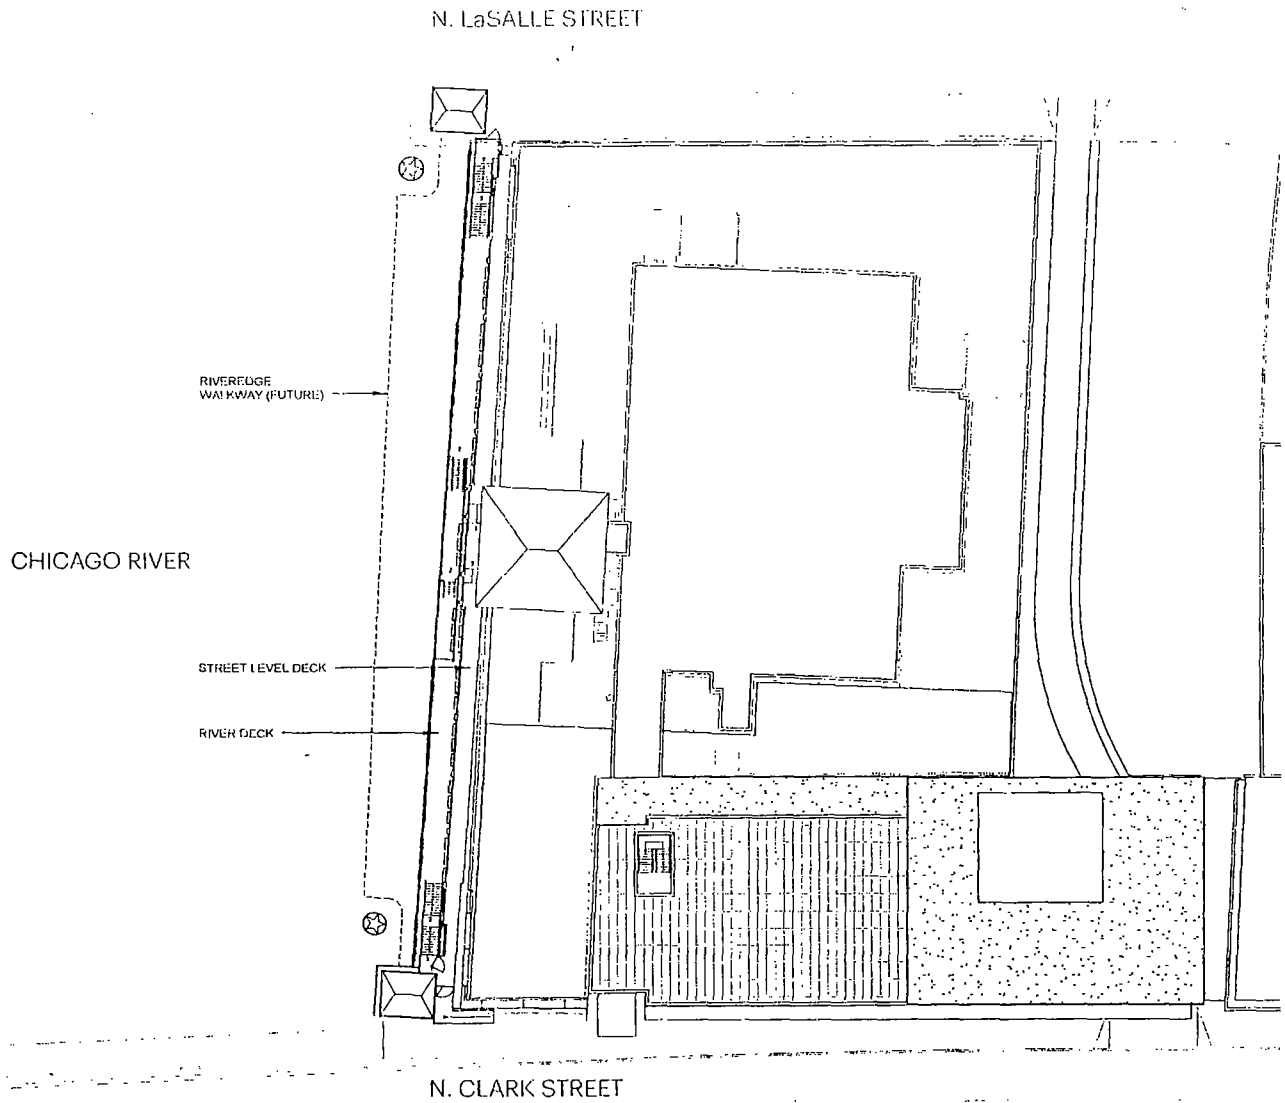 N. LaSALLE STREET
RIVEREDGE
WALKWAY (FUTURE)
CHICAGO RIVER
STREET LEVEL DECK
RIVER DECK
N. CLARK STREET